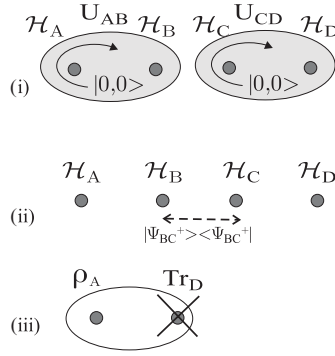 U_AB U_CD
ℋ_A ℋ_B ℋ_C ℋ_D
(i) |0,0> |0,0>
ℋ_A ℋ_B ℋ_C ℋ_D
(ii)
|Ψ_BC⁺><Ψ_BC⁺|
ρ_A Tr_D
(iii)